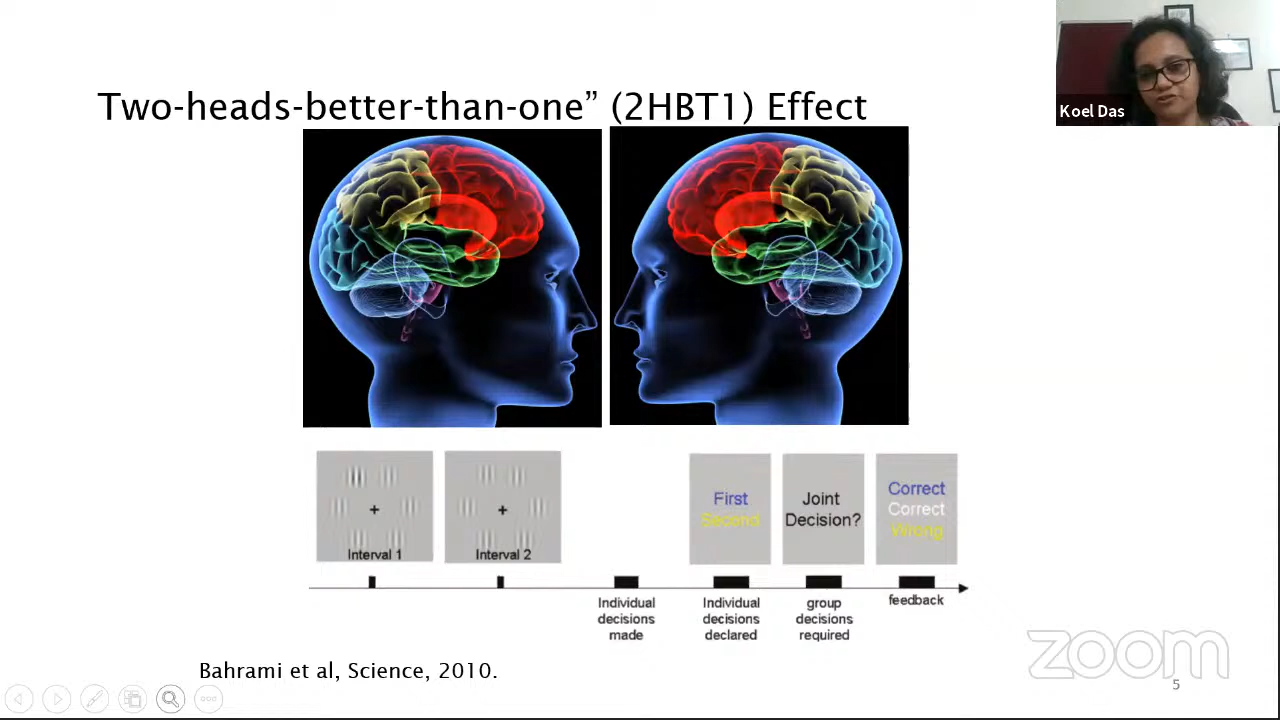 Two-heads-better-than-one” (2HBT1) Effect
Koel Das
Interval 1
Interval 2
First
Second
Joint
Decision?
Correct
Correct
Wrong
Individual
decisions
made
Individual
decisions
declared
group
decisions
required
feedback
Bahrami et al, Science, 2010.
zoom
5